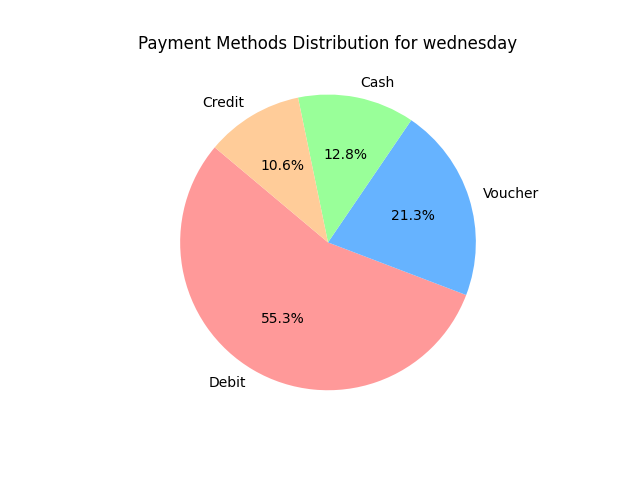 Payment Methods Distribution for wednesday
Cash
Credit
12.8%
10.6%
Voucher
21.3%
55.3%
Debit